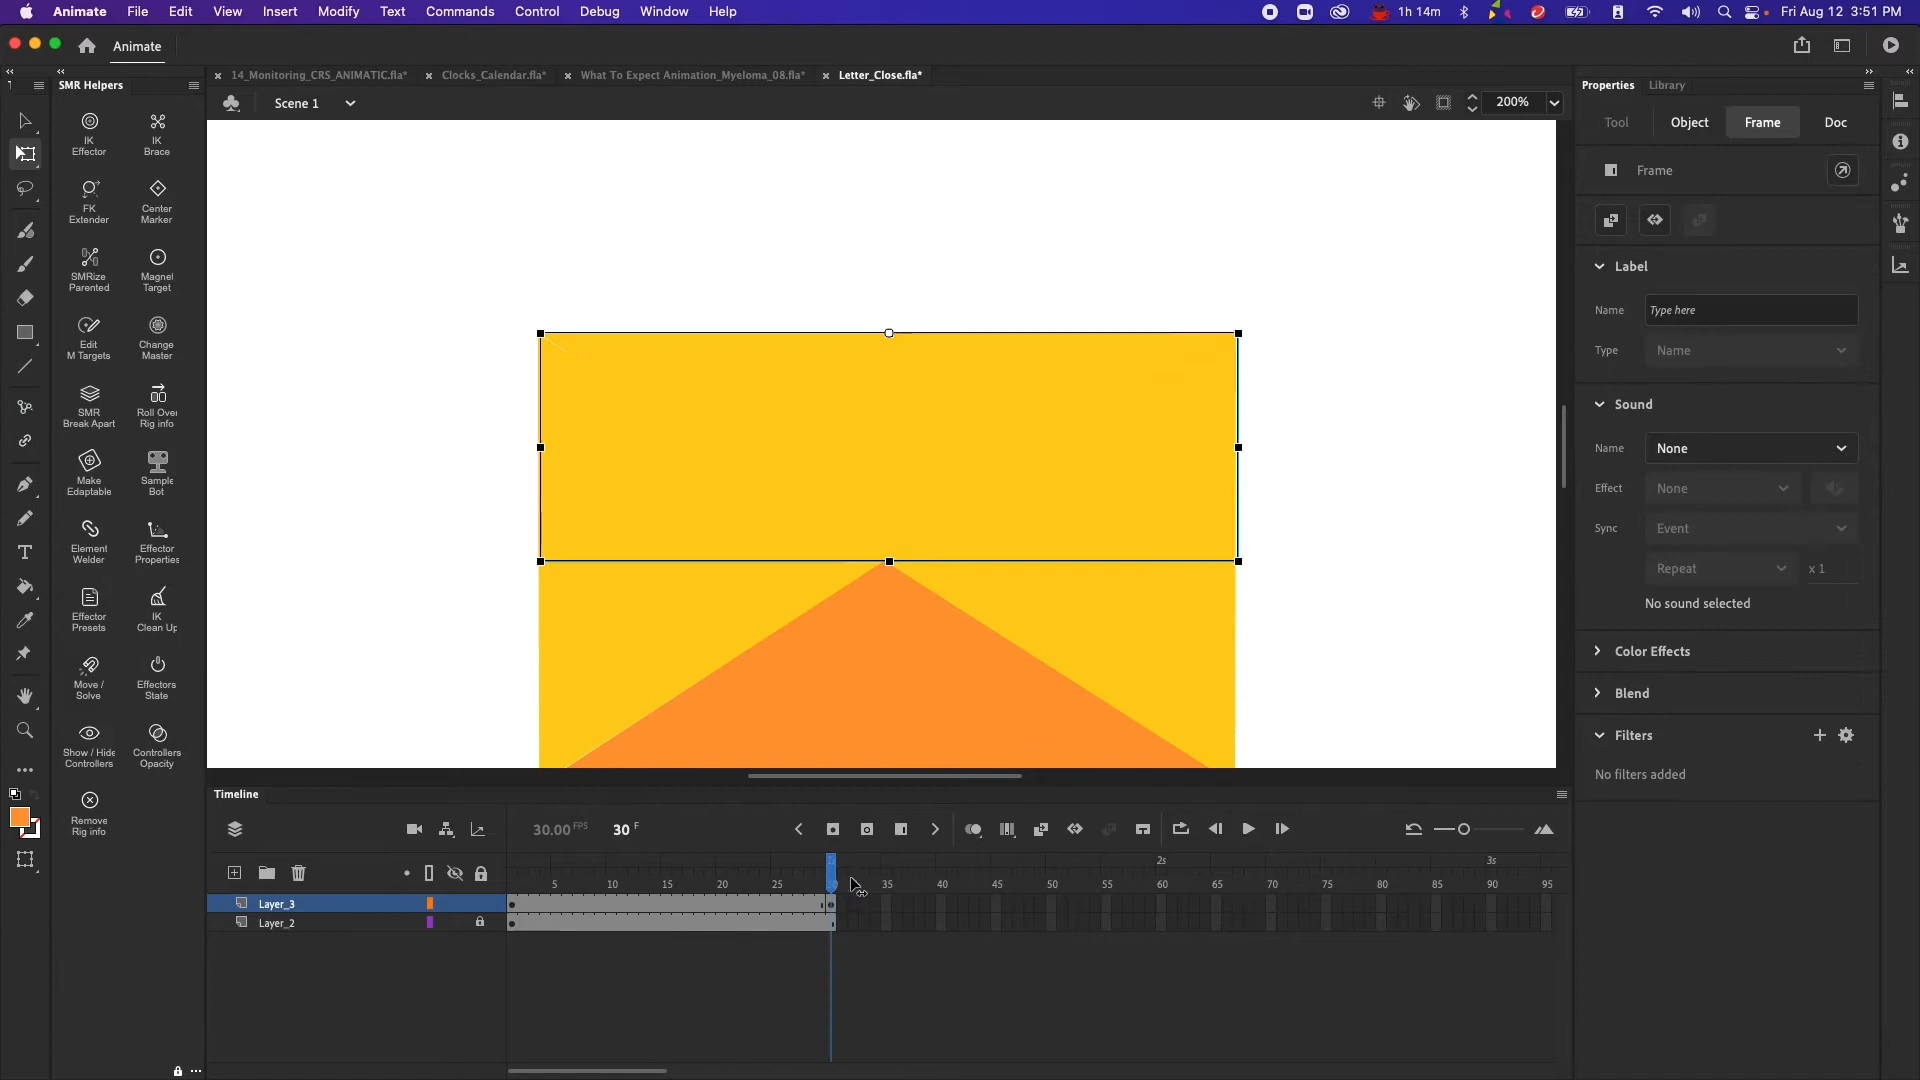 Animate File Edit View Insert Modify Text Commands Control Debug Window Help 1h 14m Fri Aug 12 3:51 PM
Animate
SMR Helpers
14_Monitoring_CRS_ANIMATIC.fla* Clocks_Calendar.fla* What To Expect Animation_Myeloma_08.fla* Letter_Close.fla*
Properties Library
Scene 1 200%
Tool Object Frame Doc
IK Effector
IK Brace
Frame
FK Extender
Center Marker
SMRize Parented
Magnet Target
Label
Name Type here
Edit M Targets
Change Master
Type Name
SMR Break Apart
Roll Over Rig info
Sound
Name None
Make Edaptable
Sample Bot
Effect None
Sync Event
Element Welder
Effector Properties
Repeat x 1
No sound selected
Effector Presets
IK Clean Up
Color Effects
Move / Solve
Effectors State
Blend
Show / Hide Controllers
Controllers Opacity
Filters
No filters added
Remove Rig info
Timeline
30.00 FPS 30 F
1s 2s 3s
5 10 15 20 25 30 35 40 45 50 55 60 65 70 75 80 85 90 95
Layer_3
Layer_2